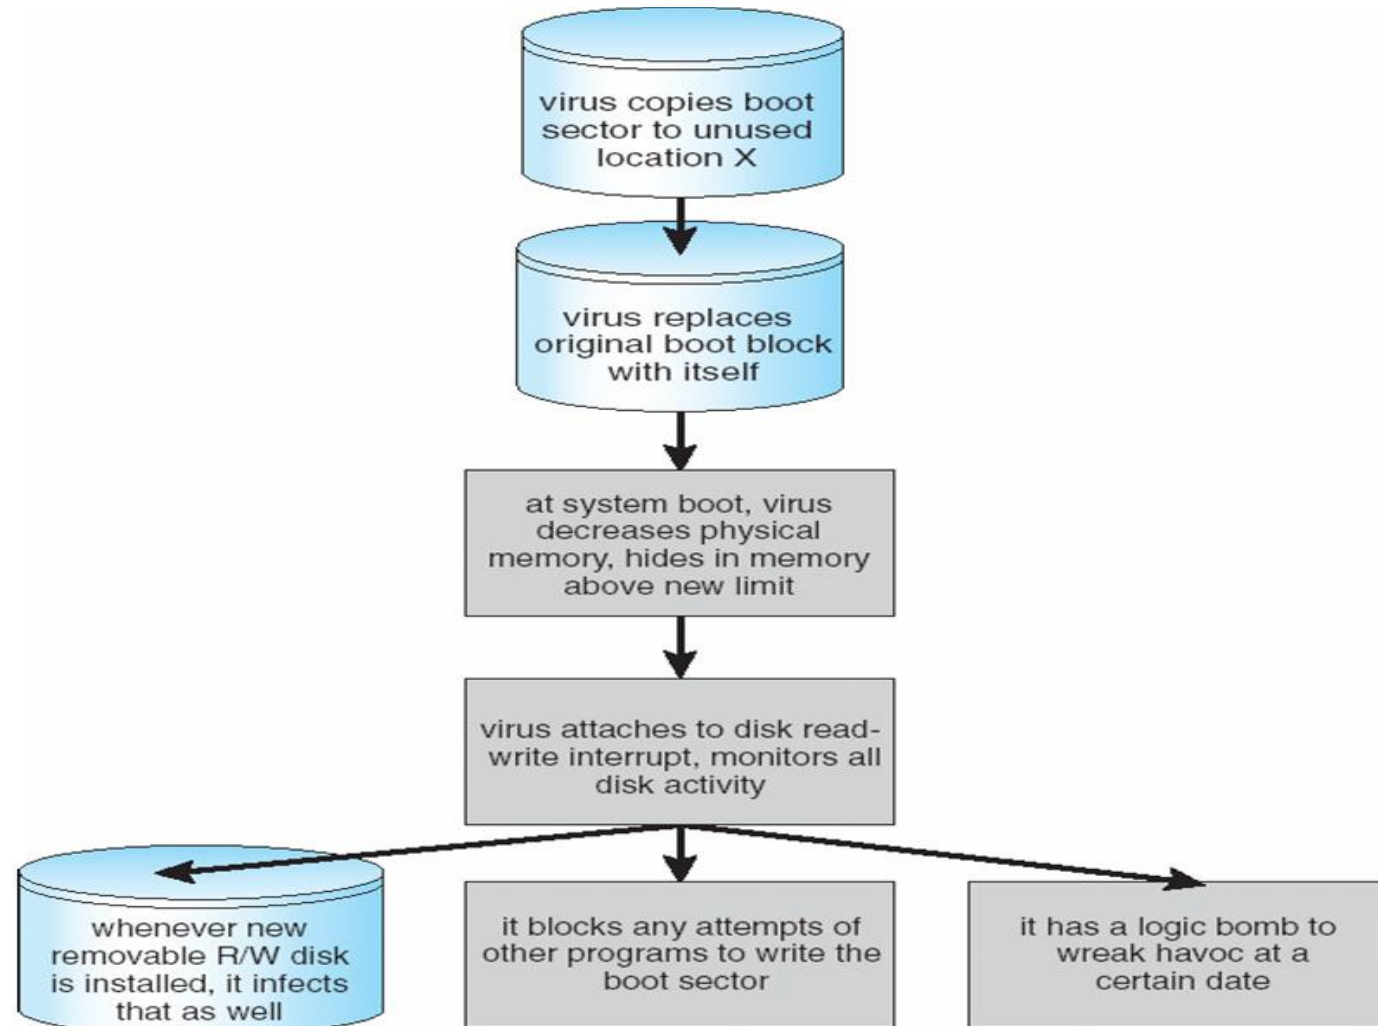 virus copies boot
sector to unused
location X
virus replaces
original boot block
with itself
at system boot, virus
decreases physical
memory, hides in memory
above new limit
virus attaches to disk read-
write interrupt, monitors all
disk activity
whenever new
removable R/W disk
is installed, it infects
that as well
it blocks any attempts of
other programs to write the
boot sector
it has a logic bomb to
wreak havoc at a
certain date